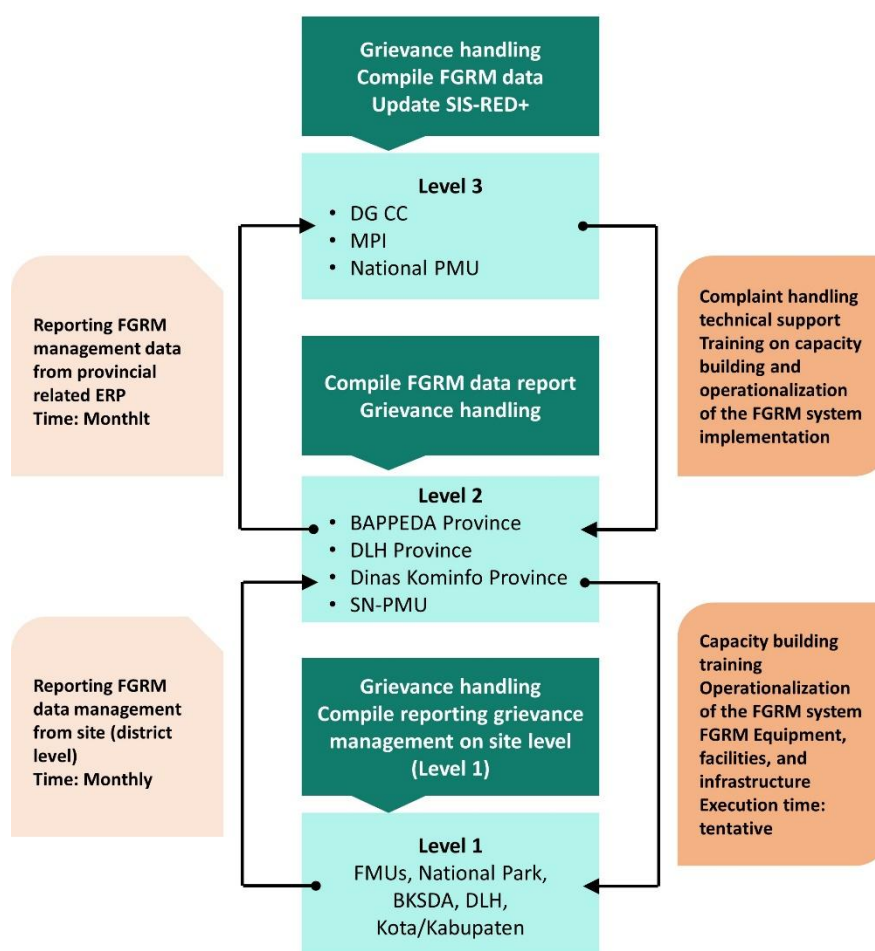 Grievance handling
Compile FGRM data
Update SIS-RED+
Level 3
• DG CC
• MPI
• National PMU
Reporting FGRM
management data
from provincial
related ERP
Time: Monthlt
Complaint handling
technical support
Training on capacity
building and
operationalization
of the FGRM system
implementation
Compile FGRM data report
Grievance handling
Level 2
• BAPPEDA Province
• DLH Province
• Dinas Kominfo Province
• SN-PMU
Reporting FGRM
data management
from site (district
level)
Time: Monthly
Capacity building
training
Operationalization
of the FGRM system
FGRM Equipment,
facilities, and
infrastructure
Execution time:
tentative
Grievance handling
Compile reporting grievance
management on site level
(Level 1)
Level 1
FMUs, National Park,
BKSDA, DLH,
Kota/Kabupaten